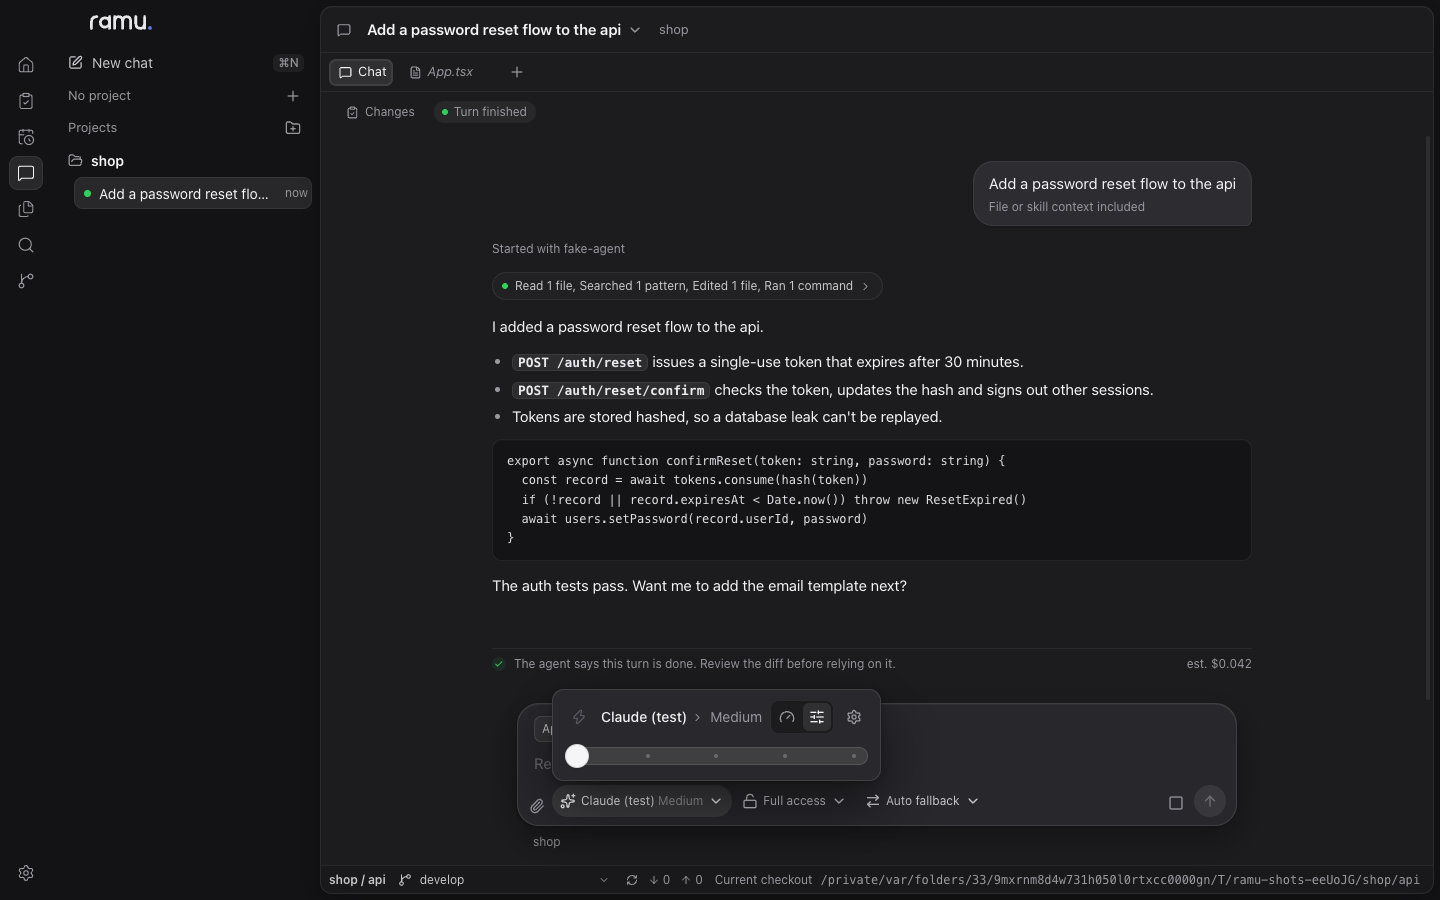 ramu.
New chat ⌘N
No project
Projects
shop
Add a password reset flo... now
Add a password reset flow to the api shop
Chat App.tsx
Changes Turn finished
Add a password reset flow to the api
File or skill context included
Started with fake-agent
Read 1 file, Searched 1 pattern, Edited 1 file, Ran 1 command
I added a password reset flow to the api.
POST /auth/reset issues a single-use token that expires after 30 minutes.
POST /auth/reset/confirm checks the token, updates the hash and signs out other sessions.
Tokens are stored hashed, so a database leak can't be replayed.
export async function confirmReset(token: string, password: string) {
const record = await tokens.consume(hash(token))
if (!record || record.expiresAt < Date.now()) throw new ResetExpired()
await users.setPassword(record.userId, password)
}
The auth tests pass. Want me to add the email template next?
The agent says this turn is done. Review the diff before relying on it. est. $0.042
Claude (test) Medium
Claude (test) Medium Full access Auto fallback
shop
shop / api develop 0 0 Current checkout /private/var/folders/33/9mxrnm8d4w731h050l0rtxcc0000gn/T/ramu-shots-eeUoJG/shop/api